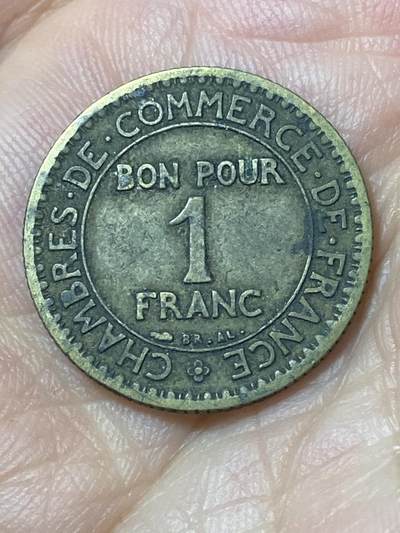 CHAMBRES·DE·COMMERCE·DE·FRANCE
BON POUR
1
FRANC
BR.AL.